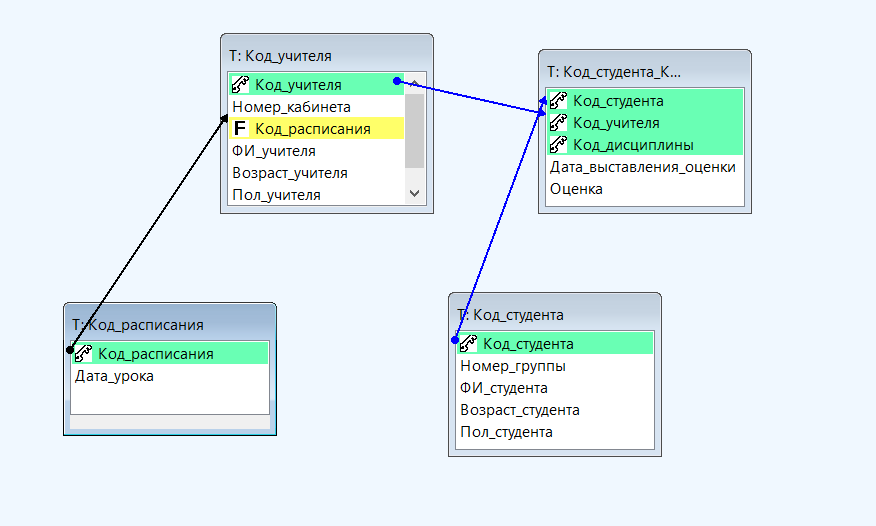 T: Код_учителя
Код_учителя
Номер_кабинета
F Код_расписания
ФИ_учителя
Возраст_учителя
Пол_учителя
T: Код_студента_К...
Код_студента
Код_учителя
Код_дисциплины
Дата_выставления_оценки
Оценка
T: Код_расписания
Код_расписания
Дата_урока
T: Код_студента
Код_студента
Номер_группы
ФИ_студента
Возраст_студента
Пол_студента